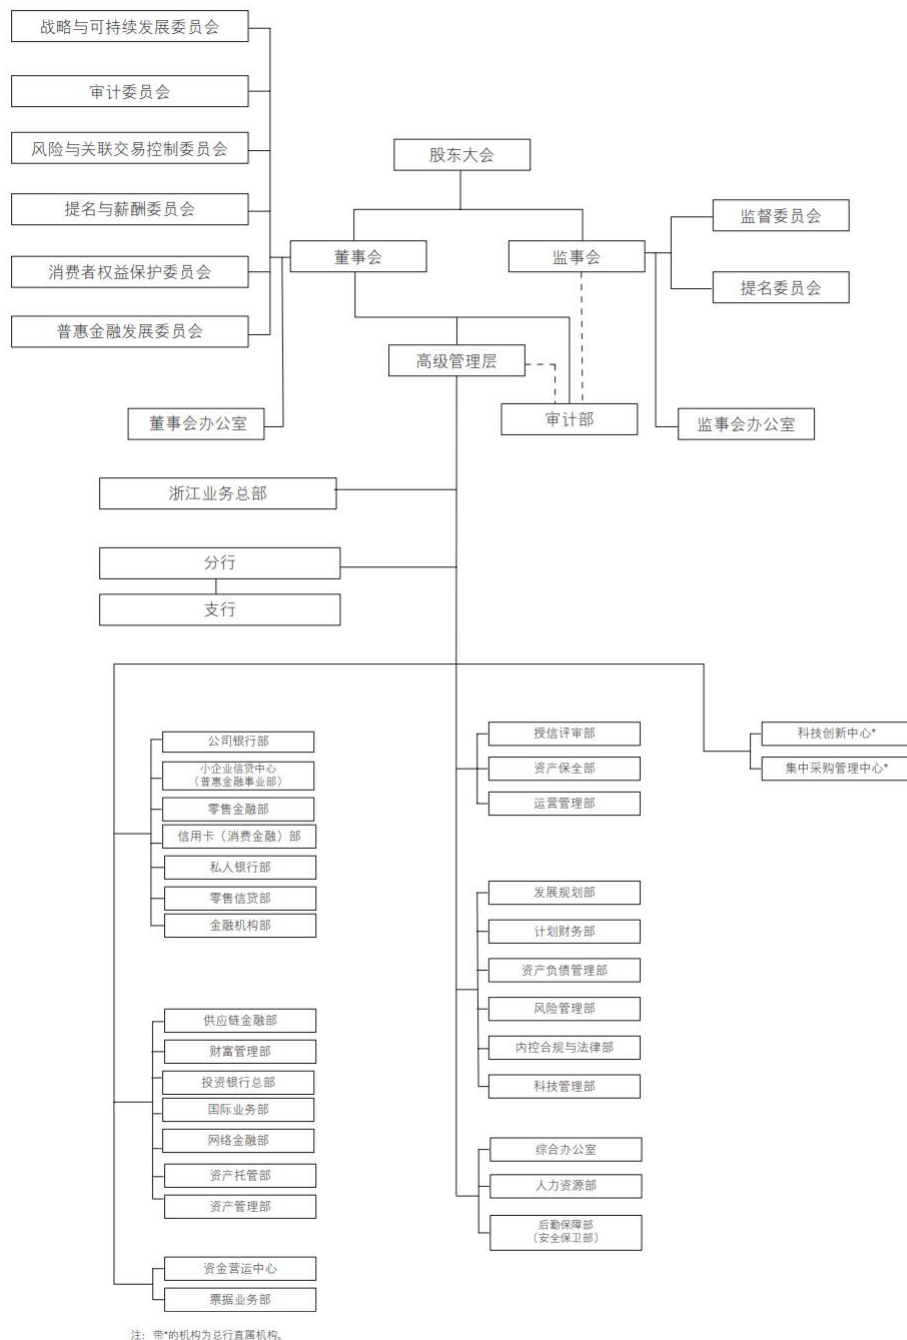 战略与可持续发展委员会
审计委员会
风险与关联交易控制委员会
提名与薪酬委员会
消费者权益保护委员会
普惠金融发展委员会
股东大会
董事会
监事会
监督委员会
提名委员会
高级管理层
董事会办公室
审计部
监事会办公室
浙江业务总部
分行
支行
公司银行部
小企业信贷中心
（普惠金融事业部）
零售金融部
信用卡（消费金融）部
私人银行部
零售信贷部
金融机构部
供应链金融部
财富管理部
投资银行总部
国际业务部
网络金融部
资产托管部
资产管理部
资金营运中心
票据业务部
授信评审部
资产保全部
运营管理部
发展规划部
计划财务部
资产负债管理部
风险管理部
内控合规与法律部
科技管理部
综合办公室
人力资源部
后勤保障部
（安全保卫部）
科技创新中心*
集中采购管理中心*
注：带*的机构为总行直属机构。